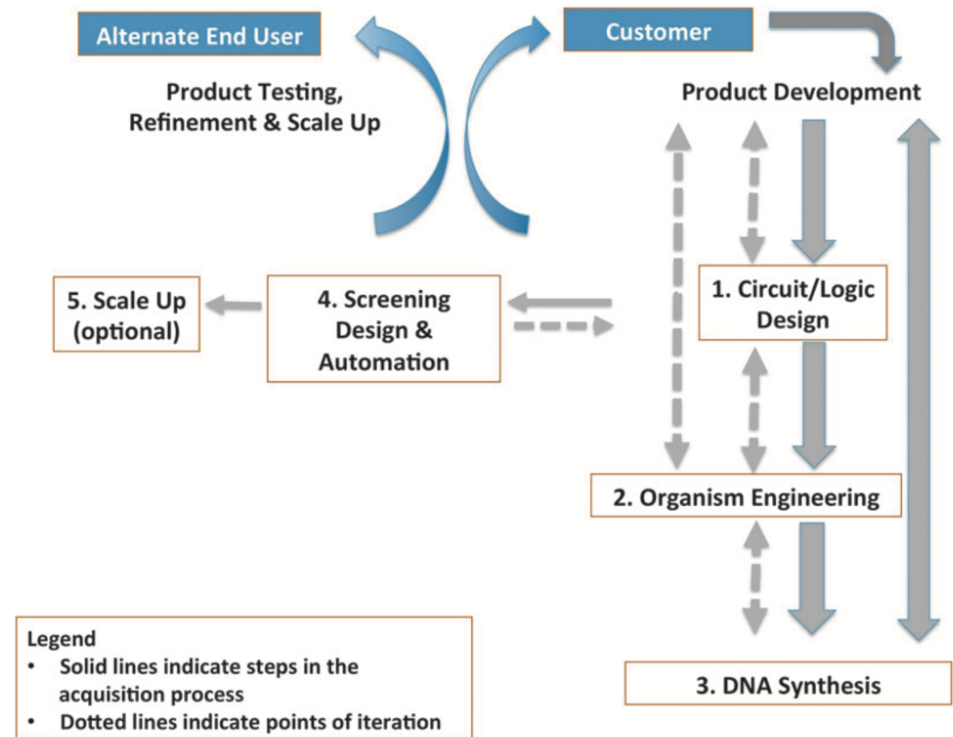 Alternate End User
Customer
Product Testing,
Refinement & Scale Up
Product Development
5. Scale Up
(optional)
4. Screening
Design &
Automation
1. Circuit/Logic
Design
2. Organism Engineering
3. DNA Synthesis
Legend
• Solid lines indicate steps in the
acquisition process
• Dotted lines indicate points of iteration